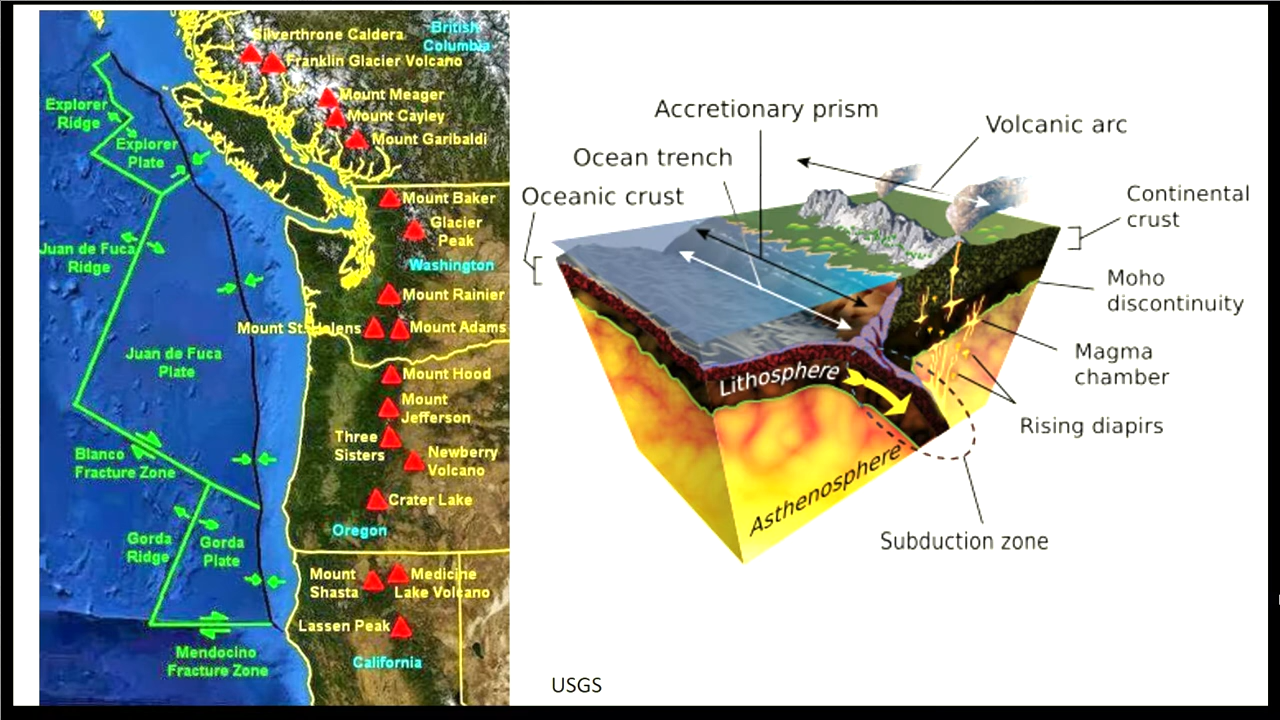 Silverthrone Caldera
British
Columbia
Franklin Glacier Volcano
Mount Meager
Mount Cayley
Mount Garibaldi
Explorer
Ridge
Explorer
Plate
Mount Baker
Glacier
Peak
Washington
Juan de Fuca
Ridge
Mount Rainier
Mount St. Helens
Mount Adams
Juan de Fuca
Plate
Mount Hood
Mount
Jefferson
Three
Sisters
Newberry
Volcano
Blanco
Fracture Zone
Crater Lake
Oregon
Gorda
Ridge
Gorda
Plate
Mount
Shasta
Medicine
Lake Volcano
Lassen Peak
Mendocino
Fracture Zone
California
Accretionary prism
Volcanic arc
Ocean trench
Oceanic crust
Continental
crust
Moho
discontinuity
Magma
chamber
Lithosphere
Rising diapirs
Asthenosphere
Subduction zone
USGS